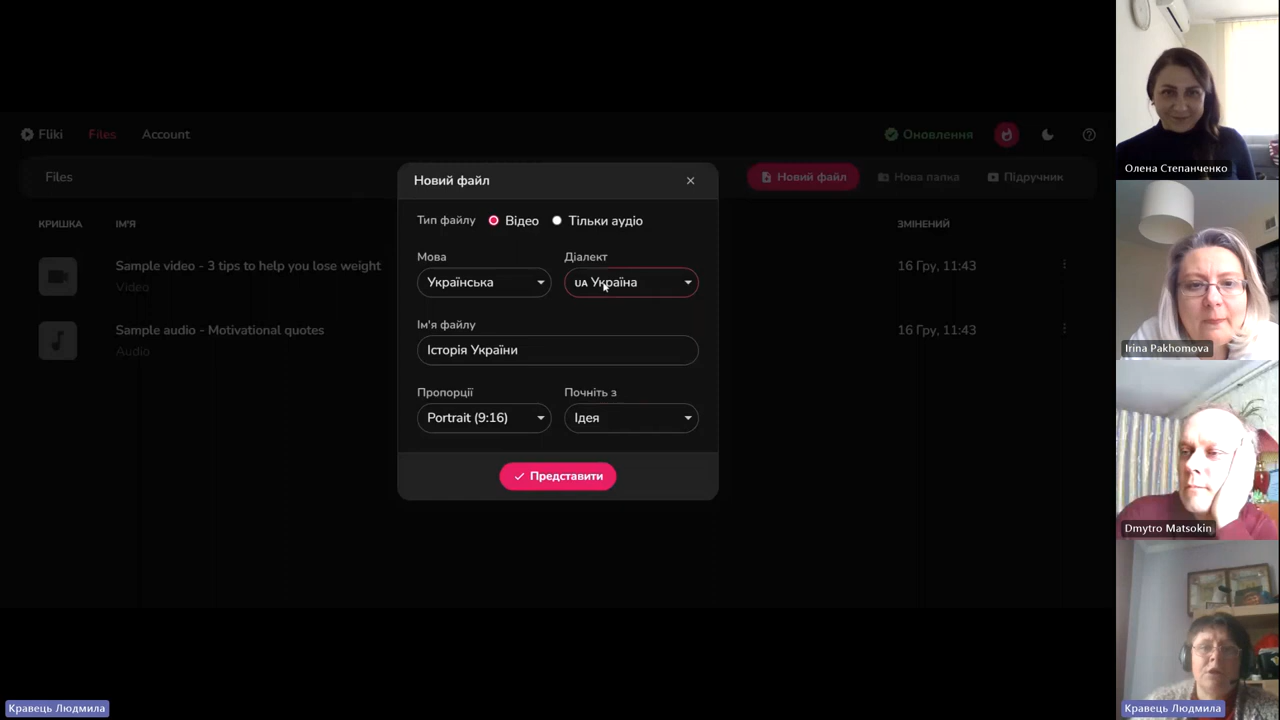 Fliki Files Account Оновлення
Files Новий файл Нова папка Підручник
КРИШКА ІМ'Я ЗМІНЕНИЙ
Sample video - 3 tips to help you lose weight 16 Гру, 11:43
Video
Sample audio - Motivational quotes 16 Гру, 11:43
Audio
Новий файл
Тип файлу Відео Тільки аудіо
Мова Діалект
Українська UA Україна
Ім'я файлу
Історія України
Пропорції Почніть з
Portrait (9:16) Ідея
Представити
Олена Степанченко
Irina Pakhomova
Dmytro Matsokin
Кравець Людмила
Кравець Людмила